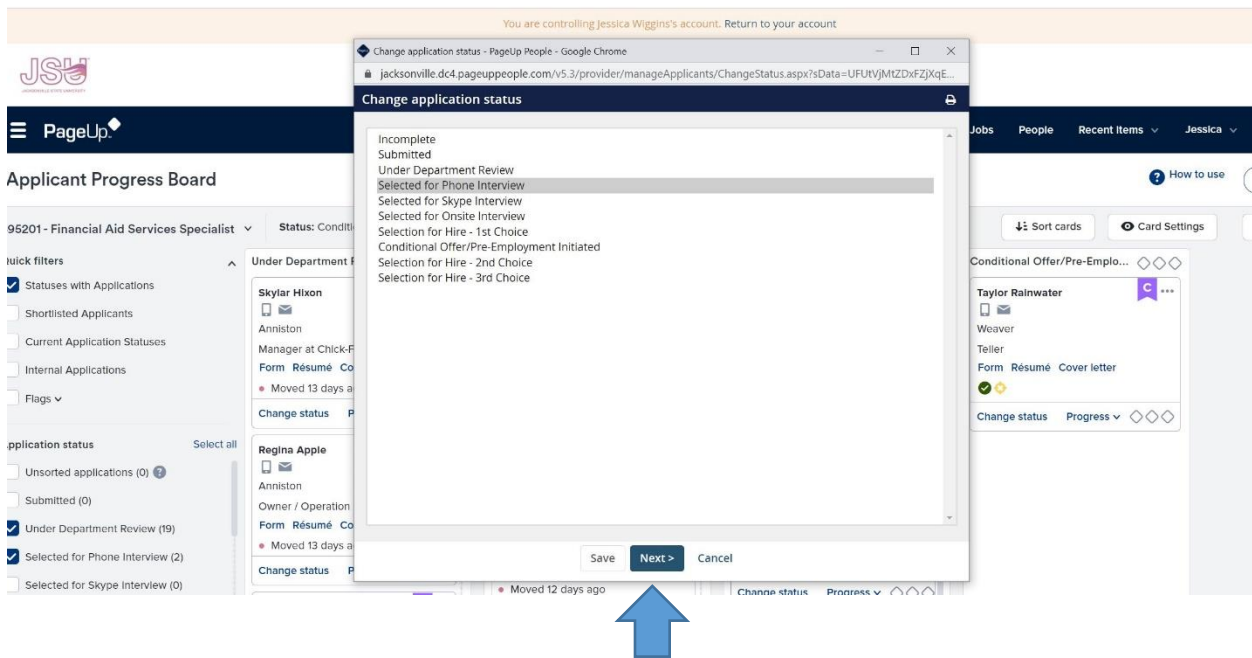 You are controlling Jessica Wiggins's account. Return to your account
JSU
Change application status - PageUp People - Google Chrome
jacksonville.dc4.pageuppeople.com/v5.3/provider/manageApplicants/ChangeStatus.aspx?sData=UFUtVjMtZDxFZjXqE...
Change application status
PageUp
Jobs People Recent Items Jessica
Applicant Progress Board
How to use
95201 - Financial Aid Services Specialist
Status: Conditi
Sort cards
Card Settings
Quick filters
Statuses with Applications
Shortlisted Applicants
Current Application Statuses
Internal Applications
Flags
Application status Select all
Unsorted applications (0)
Submitted (0)
Under Department Review (19)
Selected for Phone Interview (2)
Selected for Skype Interview (0)
Under Department R
Skylar Hixon
Anniston
Manager at Chick-F
Form Résumé Co
Moved 13 days a
Change status P
Regina Apple
Anniston
Owner / Operation
Form Résumé Co
Moved 13 days a
Change status P
Incomplete
Submitted
Under Department Review
Selected for Phone Interview
Selected for Skype Interview
Selected for Onsite Interview
Selection for Hire - 1st Choice
Conditional Offer/Pre-Employment Initiated
Selection for Hire - 2nd Choice
Selection for Hire - 3rd Choice
Save Next > Cancel
Moved 12 days ago
Change status Progress
Conditional Offer/Pre-Emplo...
Taylor Rainwater
C
Weaver
Teller
Form Résumé Cover letter
Change status Progress